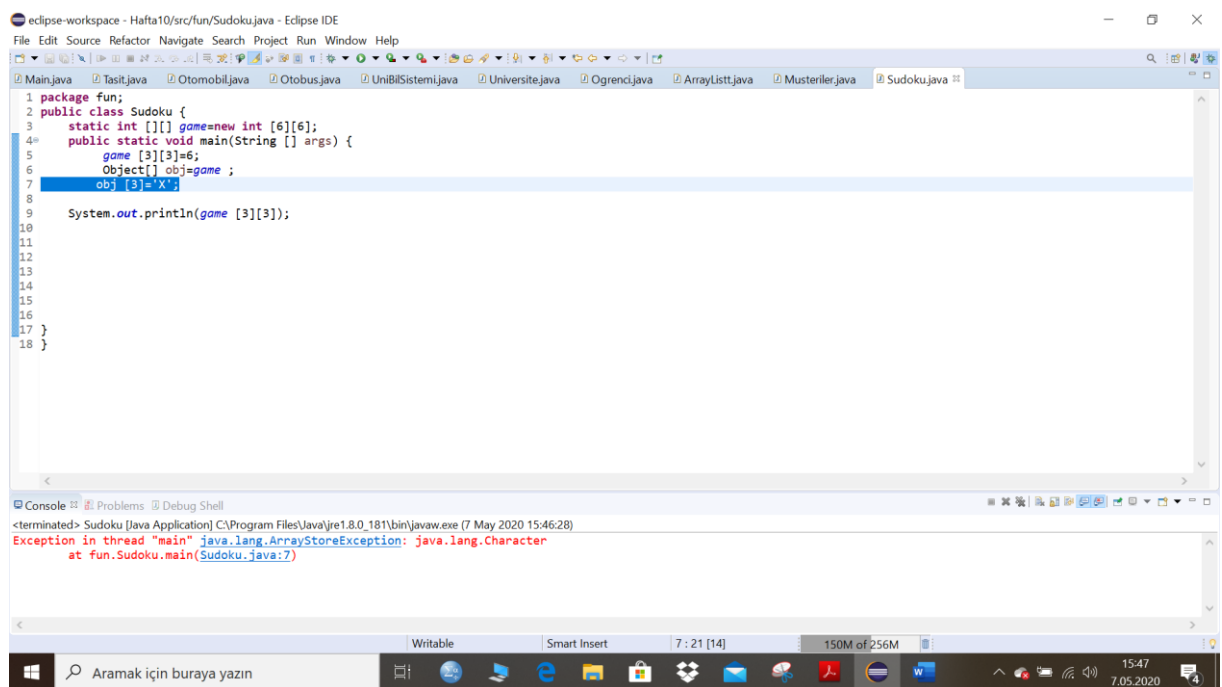 eclipse-workspace - Hafta10/src/fun/Sudoku.java - Eclipse IDE
File Edit Source Refactor Navigate Search Project Run Window Help
Main.java Tasit.java Otomobil.java Otobus.java UniBilSistemi.java Universite.java Ogrenci.java ArrayListt.java Musteriler.java Sudoku.java
1 package fun;
2 public class Sudoku {
3 static int [][] game=new int [6][6];
4 public static void main(String [] args) {
5 game [3][3]=6;
6 Object[] obj=game ;
7 obj [3]='X';
8
9 System.out.println(game [3][3]);
10
11
12
13
14
15
16
17 }
18 }
Console Problems Debug Shell
<terminated> Sudoku [Java Application] C:\Program Files\Java\jre1.8.0_181\bin\javaw.exe (7 May 2020 15:46:28)
Exception in thread "main" java.lang.ArrayStoreException: java.lang.Character
at fun.Sudoku.main(Sudoku.java:7)
Writable Smart Insert 7 : 21 [14] 150M of 256M
Aramak için buraya yazın
15:47
7.05.2020
4